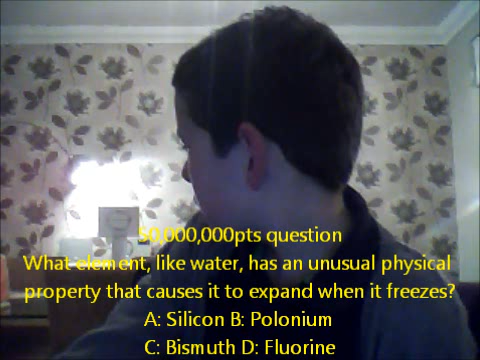 50,000,000pts question
What element, like water, has an unusual physical
property that causes it to expand when it freezes?
A: Silicon B: Polonium
C: Bismuth D: Fluorine